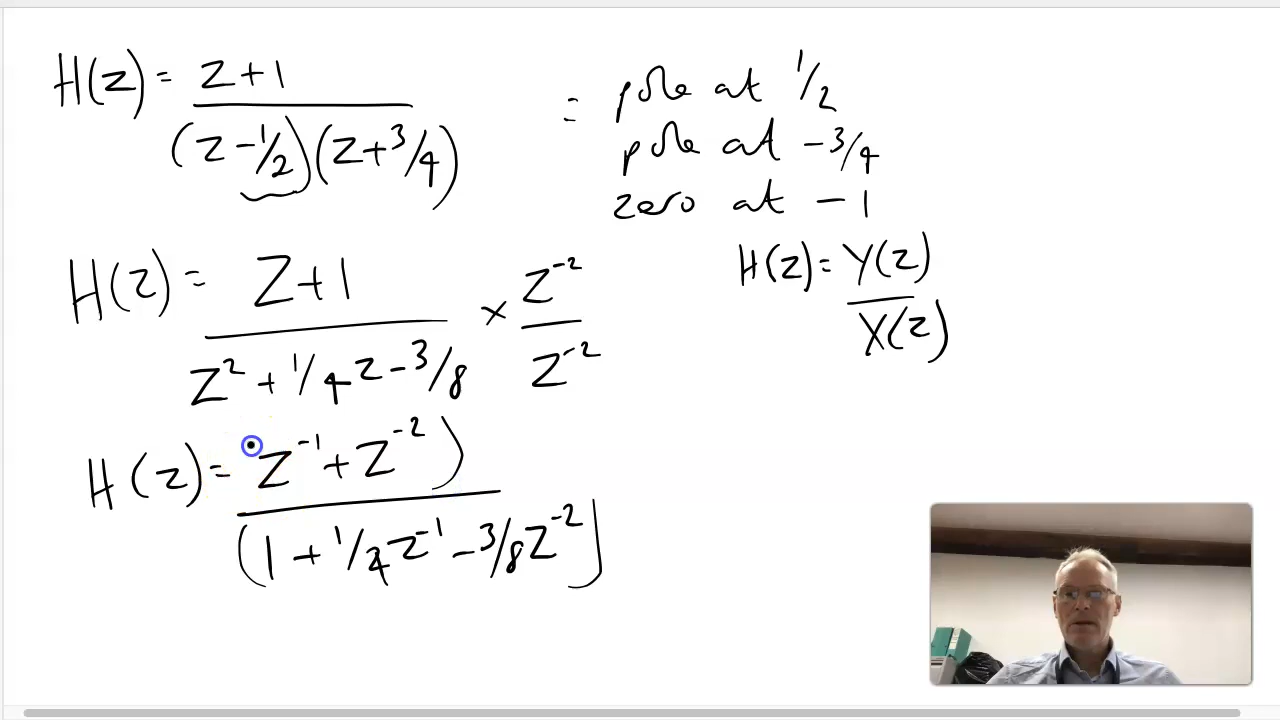 H(z) = z+1 / (z-1/2)(z+3/4)
= pole at 1/2
pole at -3/4
zero at -1
H(z) = Y(z) / X(z)
H(z) = z+1 / z² + 1/4 z - 3/8 × z⁻² / z⁻²
H(z) = z⁻¹ + z⁻²) / (1 + 1/4 z⁻¹ - 3/8 z⁻²)